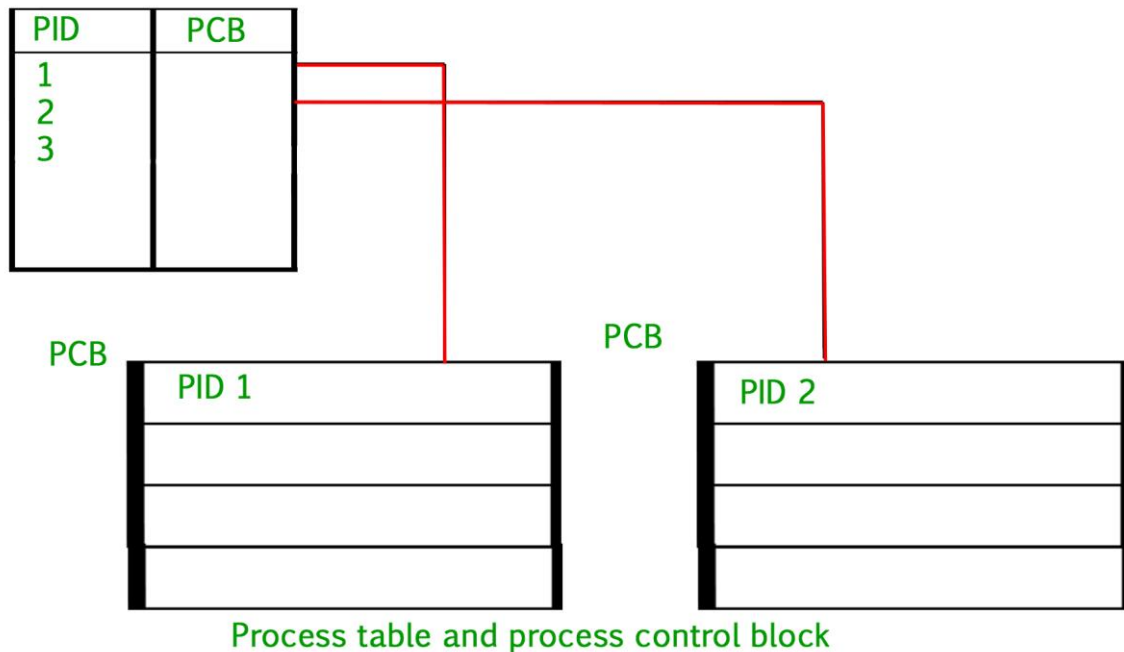 PID PCB
1
2
3
PCB
PID 1
PCB
PID 2
Process table and process control block